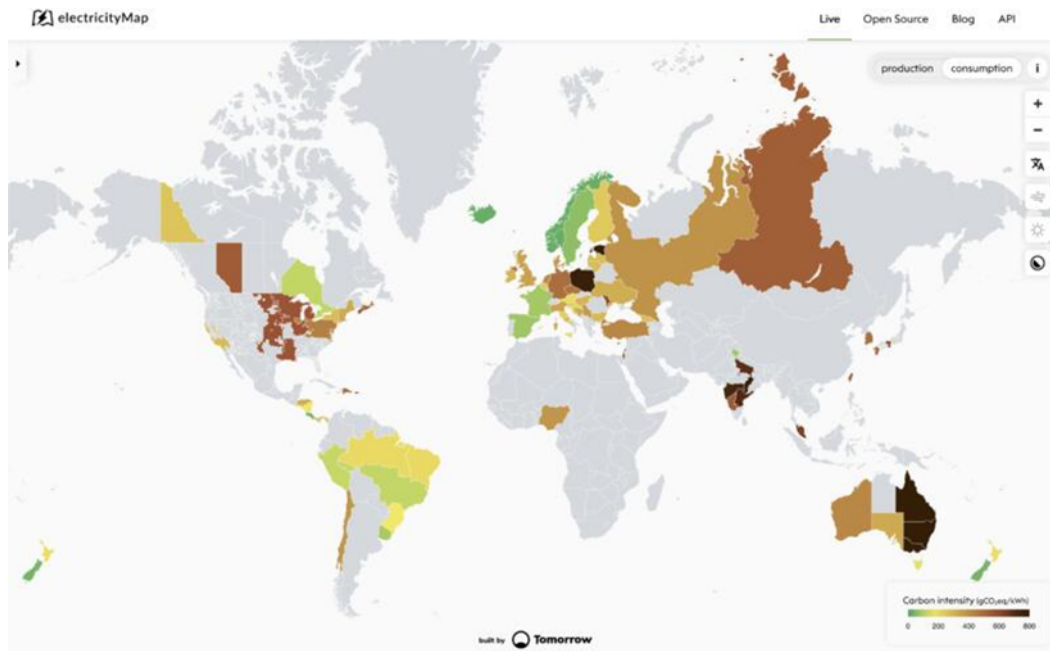 electricityMap
Live Open Source Blog API
production consumption i
+
−
Carbon intensity (gCO₂eq/kWh)
0 200 400 600 800
built by Tomorrow